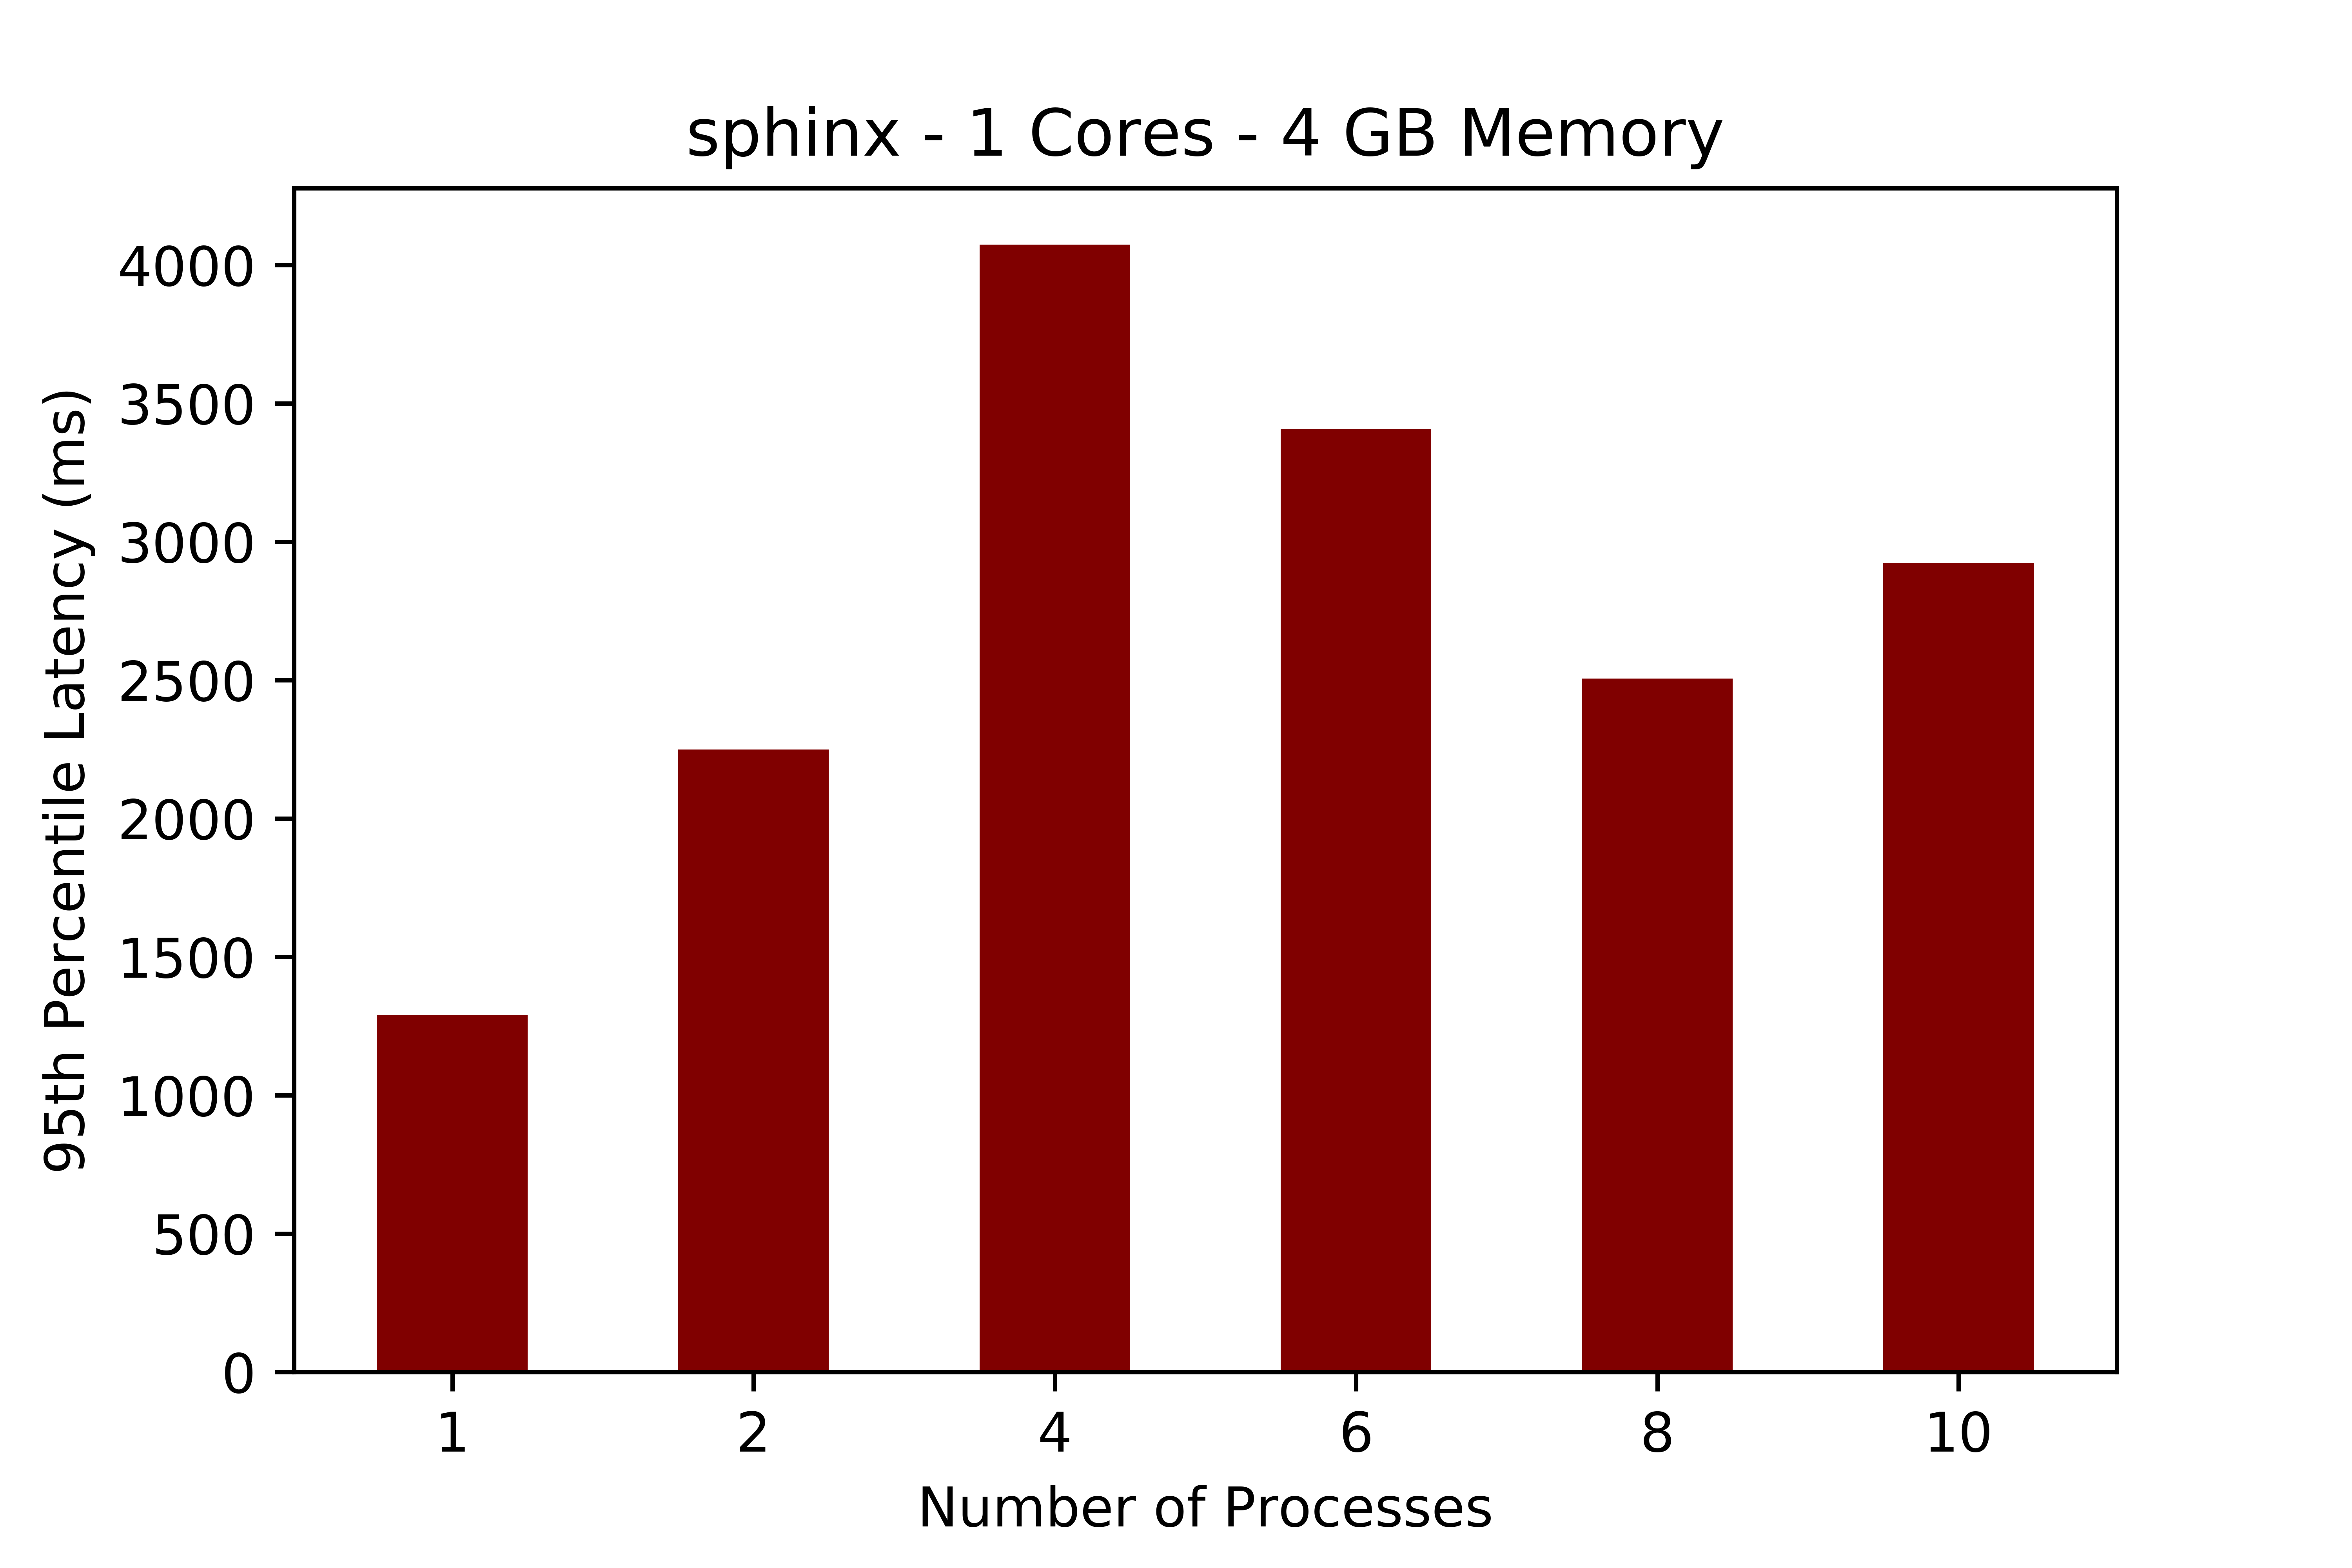 sphinx - 1 Cores - 4 GB Memory
95th Percentile Latency (ms)
4000
3500
3000
2500
2000
1500
1000
500
0
1 2 4 6 8 10
Number of Processes